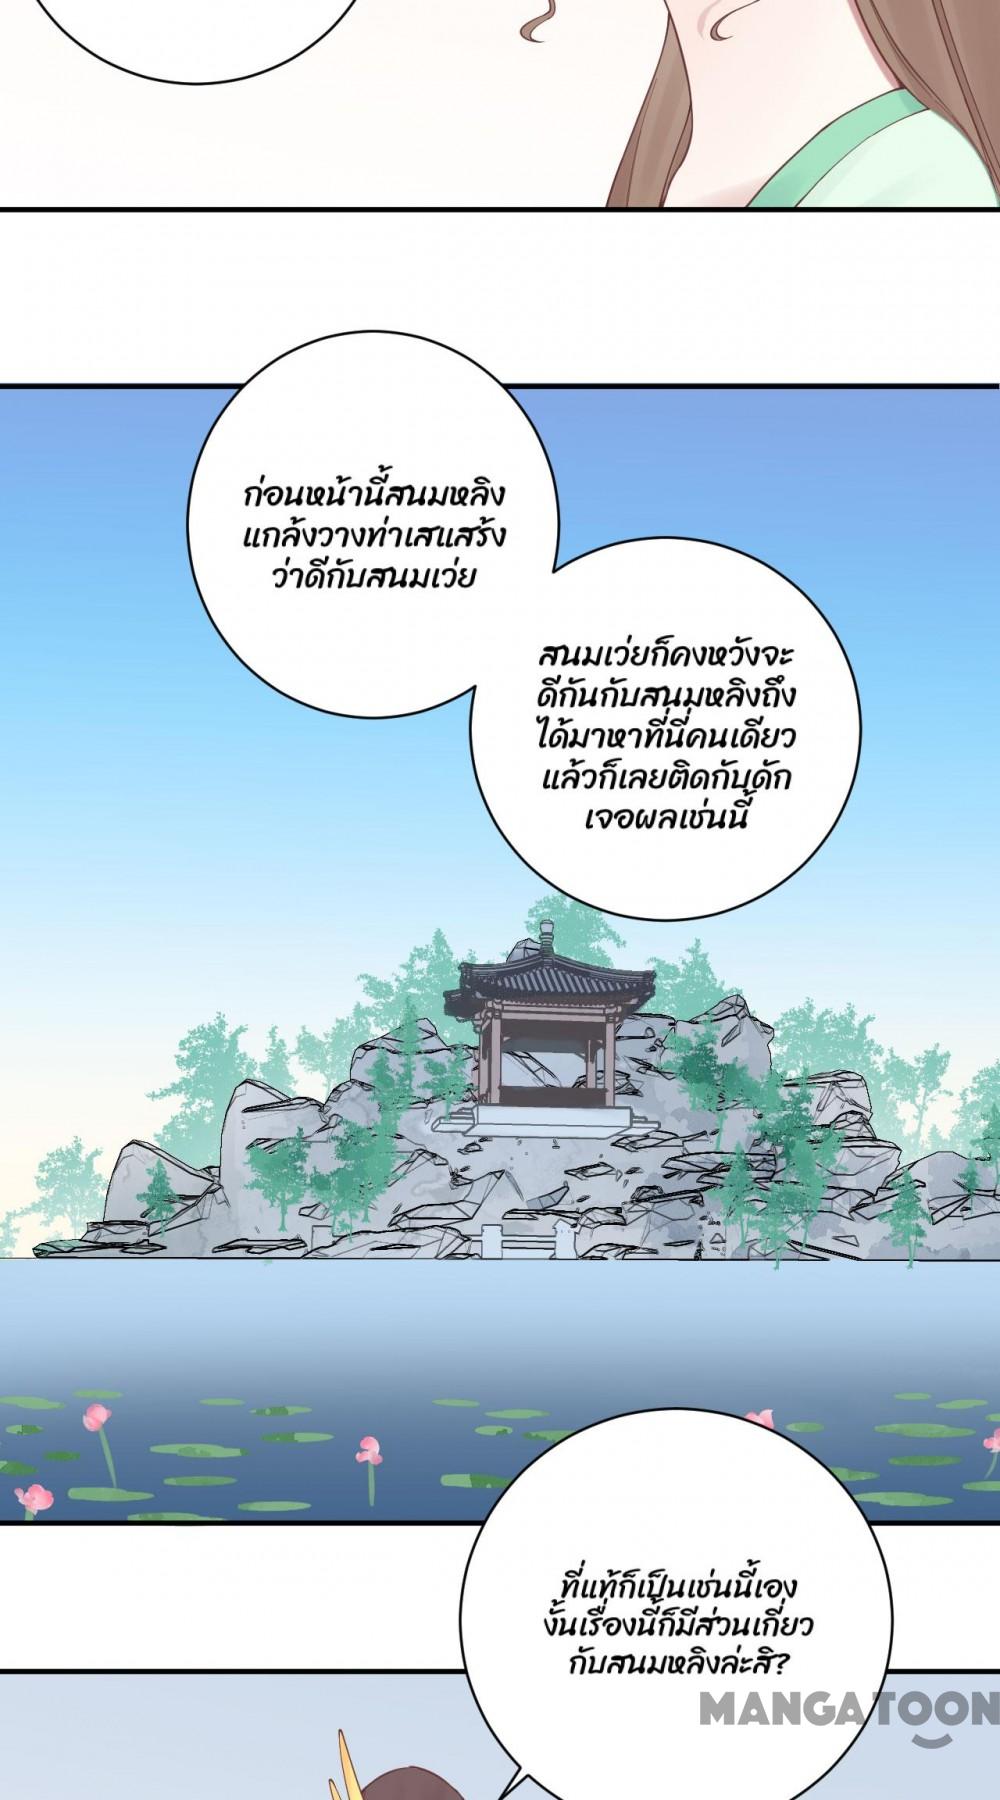 ก่อนหน้านี้สนมหลิง
แกล้งวางท่าเสแสร้ง
ว่าดีกับสนมเว่ย
สนมเว่ยก็คงหวังจะ
ดีกันกับสนมหลิงถึง
ได้มาหาที่นี่คนเดียว
แล้วก็เลยติดกับดัก
เจอผลเช่นนี้
ที่แท้ก็เป็นเช่นนี้เอง
งั้นเรื่องนี้ก็มีส่วนเกี่ยว
กับสนมหลิงล่ะสิ?
MANGATOON